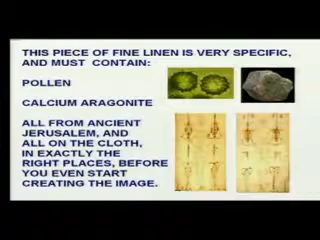 THIS PIECE OF FINE LINEN IS VERY SPECIFIC,
AND MUST CONTAIN:
POLLEN
CALCIUM ARAGONITE
ALL FROM ANCIENT
JERUSALEM, AND
ALL ON THE CLOTH,
IN EXACTLY THE
RIGHT PLACES, BEFORE
YOU EVEN START
CREATING THE IMAGE.